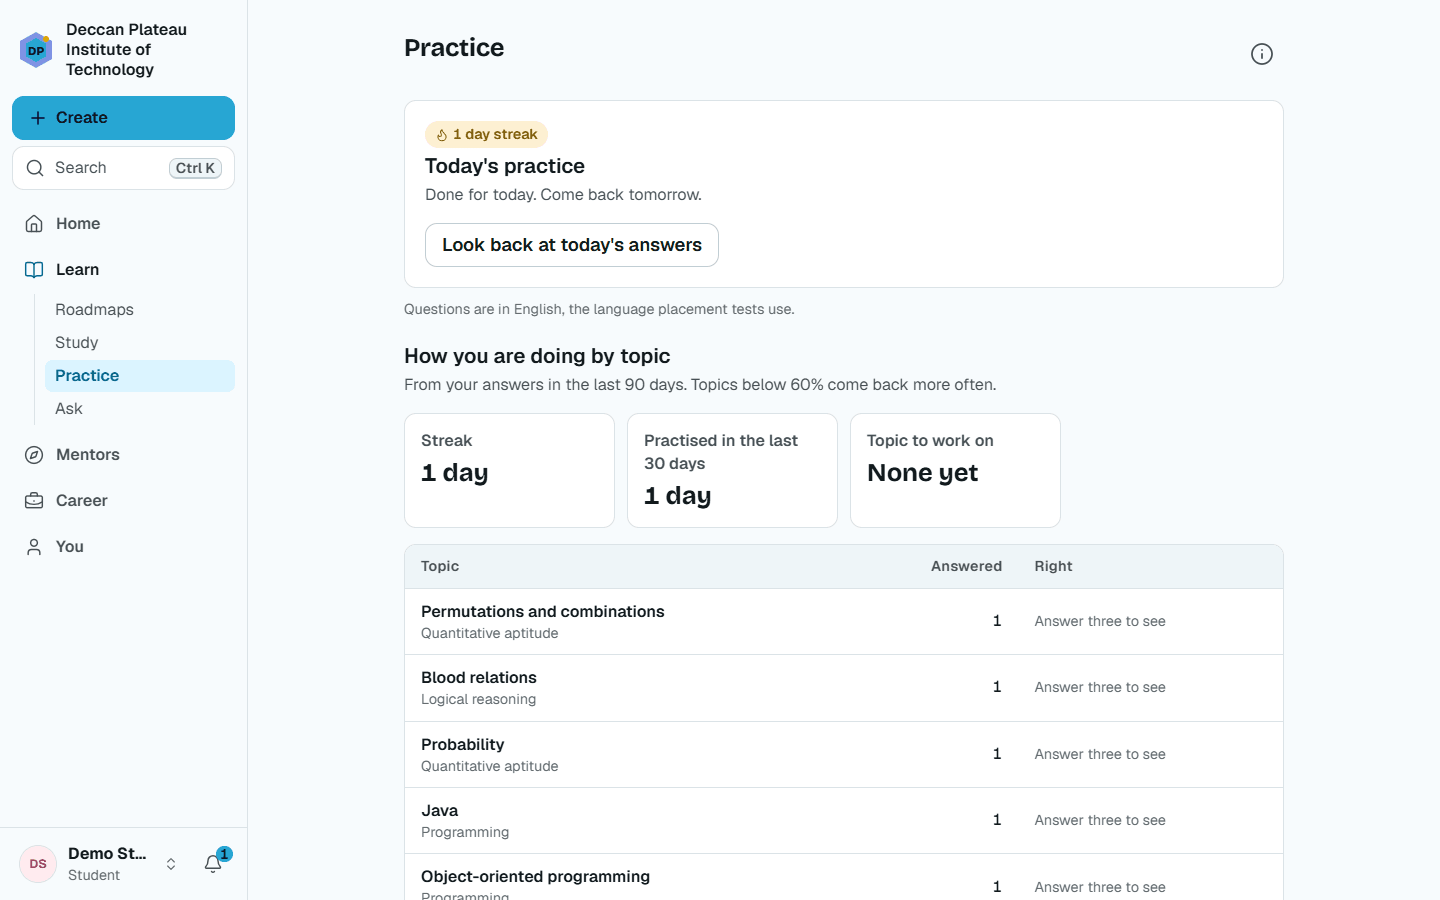 Deccan Plateau
Institute of
Technology
DP
Create
Search
Ctrl K
Home
Learn
Roadmaps
Study
Practice
Ask
Mentors
Career
You
DS
Demo St...
Student
1
Practice
1 day streak
Today's practice
Done for today. Come back tomorrow.
Look back at today's answers
Questions are in English, the language placement tests use.
How you are doing by topic
From your answers in the last 90 days. Topics below 60% come back more often.
Streak
1 day
Practised in the last
30 days
1 day
Topic to work on
None yet
Topic Answered Right
Permutations and combinations
Quantitative aptitude
1 Answer three to see
Blood relations
Logical reasoning
1 Answer three to see
Probability
Quantitative aptitude
1 Answer three to see
Java
Programming
1 Answer three to see
Object-oriented programming
Programming
1 Answer three to see